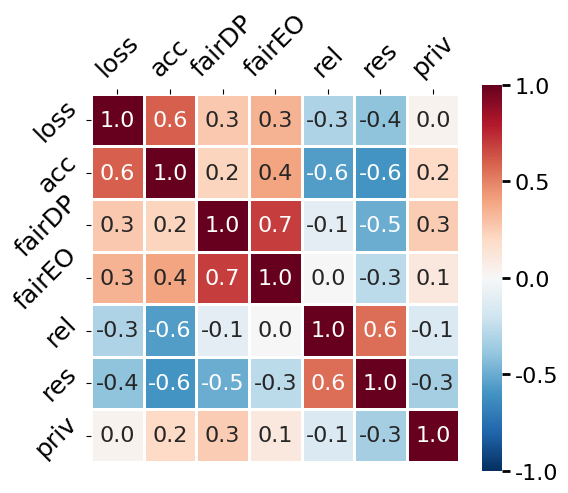 loss acc fairDP fairEO rel res priv
loss 1.0 0.6 0.3 0.3 -0.3 -0.4 0.0
acc 0.6 1.0 0.2 0.4 -0.6 -0.6 0.2
fairDP 0.3 0.2 1.0 0.7 -0.1 -0.5 0.3
fairEO 0.3 0.4 0.7 1.0 0.0 -0.3 0.1
rel -0.3 -0.6 -0.1 0.0 1.0 0.6 -0.1
res -0.4 -0.6 -0.5 -0.3 0.6 1.0 -0.3
priv 0.0 0.2 0.3 0.1 -0.1 -0.3 1.0
1.0
0.5
0.0
-0.5
-1.0